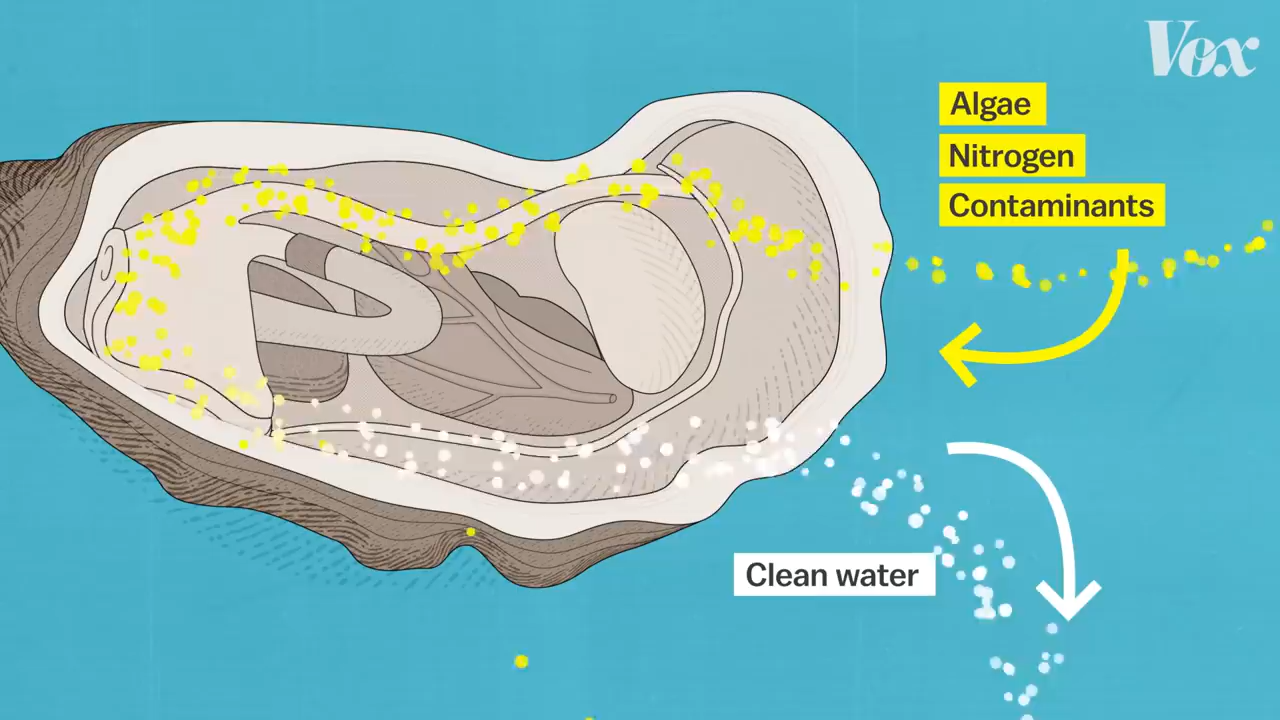 Vox
Algae
Nitrogen
Contaminants
Clean water